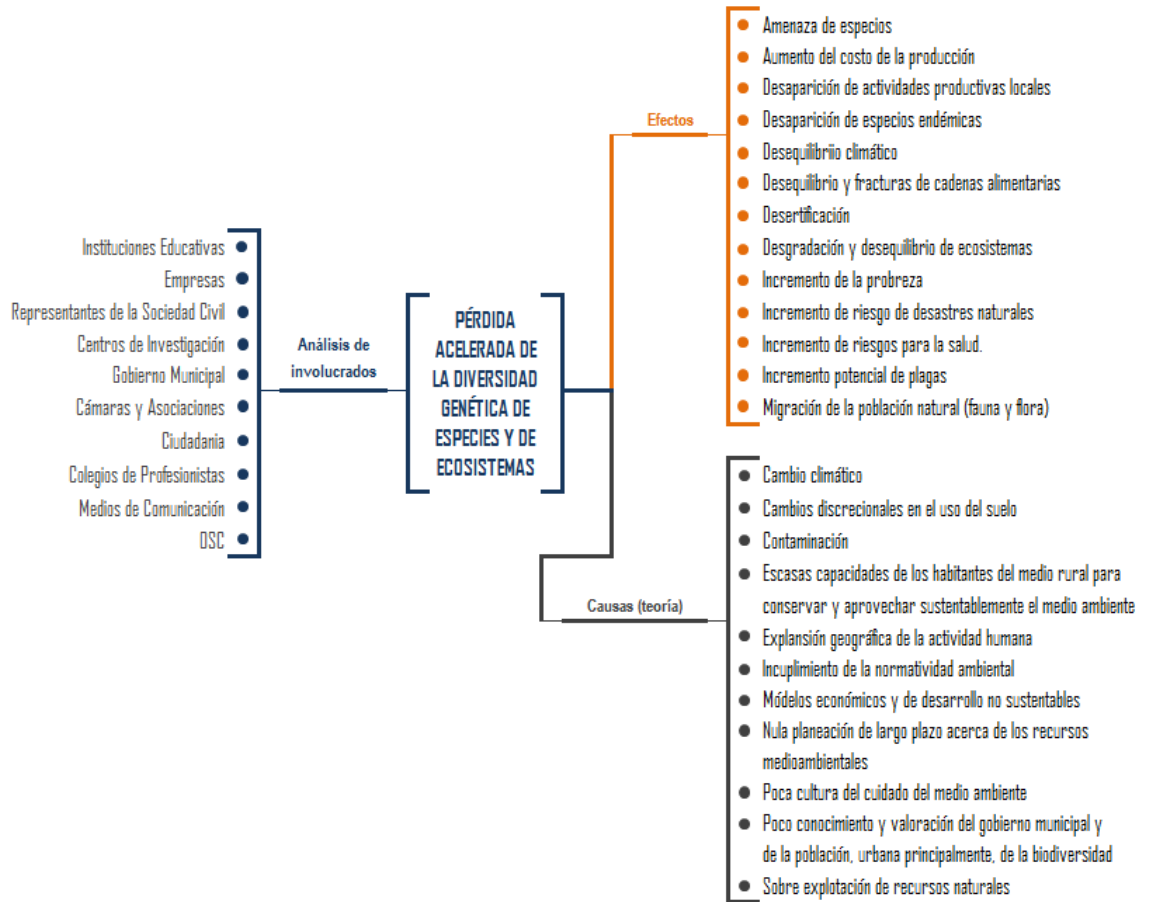 Instituciones Educativas
Empresas
Representantes de la Sociedad Civil
Centros de Investigación
Gobierno Municipal
Cámaras y Asociaciones
Ciudadania
Colegios de Profesionistas
Medios de Comunicación
OSC
Análisis de
involucrados
PÉRDIDA
ACELERADA DE
LA DIVERSIDAD
GENÉTICA DE
ESPECIES Y DE
ECOSISTEMAS
Efectos
Amenaza de especios
Aumento del costo de la producción
Desaparición de actividades productivas locales
Desaparición de especios endémicas
Desequilibriio climático
Desequilibrio y fracturas de cadenas alimentarias
Desertificación
Desgradación y desequilibrio de ecosistemas
Incremento de la probreza
Incremento de riesgo de desastres naturales
Incremento de riesgos para la salud.
Incremento potencial de plagas
Migración de la población natural (fauna y flora)
Causas (teoría)
Cambio climático
Cambios discrecionales en el uso del suelo
Contaminación
Escasas capacidades de los habitantes del medio rural para
conservar y aprovechar sustentablemente el medio ambiente
Explansión geográfica de la actividad humana
Incuplimiento de la normatividad ambiental
Módelos económicos y de desarrollo no sustentables
Nula planeación de largo plazo acerca de los recursos
medioambientales
Poca cultura del cuidado del medio ambiente
Poco conocimiento y valoración del gobierno municipal y
de la población, urbana principalmente, de la biodiversidad
Sobre explotación de recursos naturales